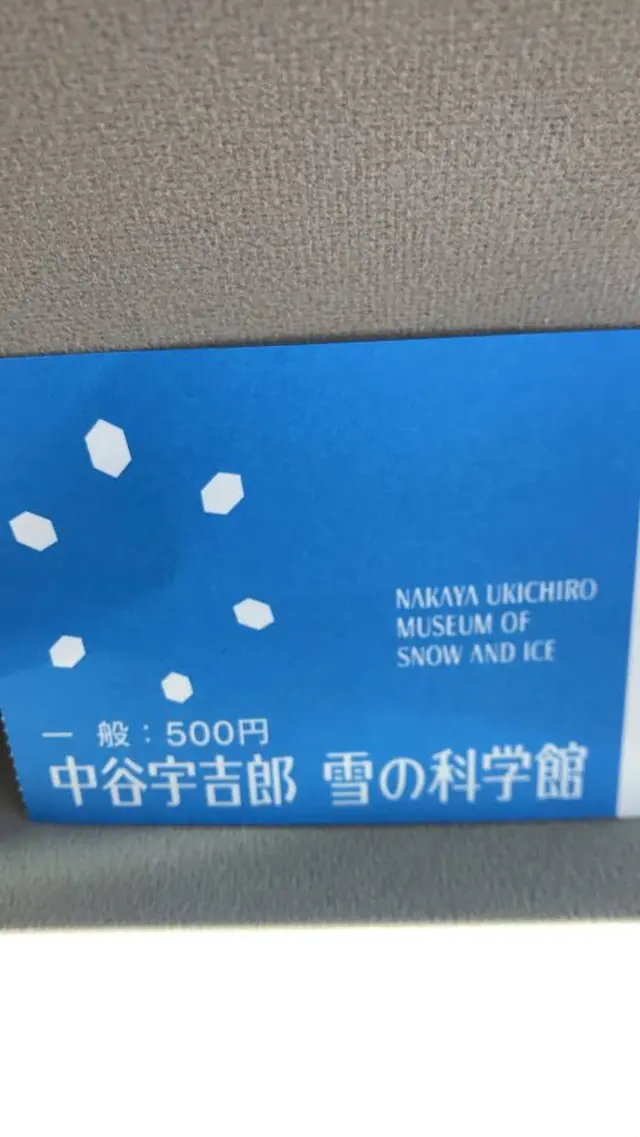 NAKAYA UKICHIRO
MUSEUM OF
SNOW AND ICE
一 般：500円
中谷宇吉郎 雪の科学館